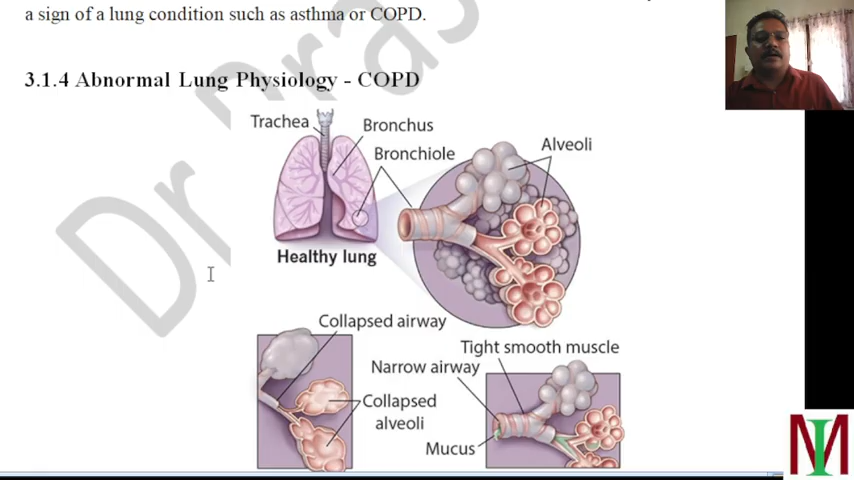 a sign of a lung condition such as asthma or COPD.
3.1.4 Abnormal Lung Physiology - COPD
Trachea
Bronchus
Bronchiole
Alveoli
Healthy lung
Collapsed airway
Tight smooth muscle
Narrow airway
Collapsed
alveoli
Mucus
Dr